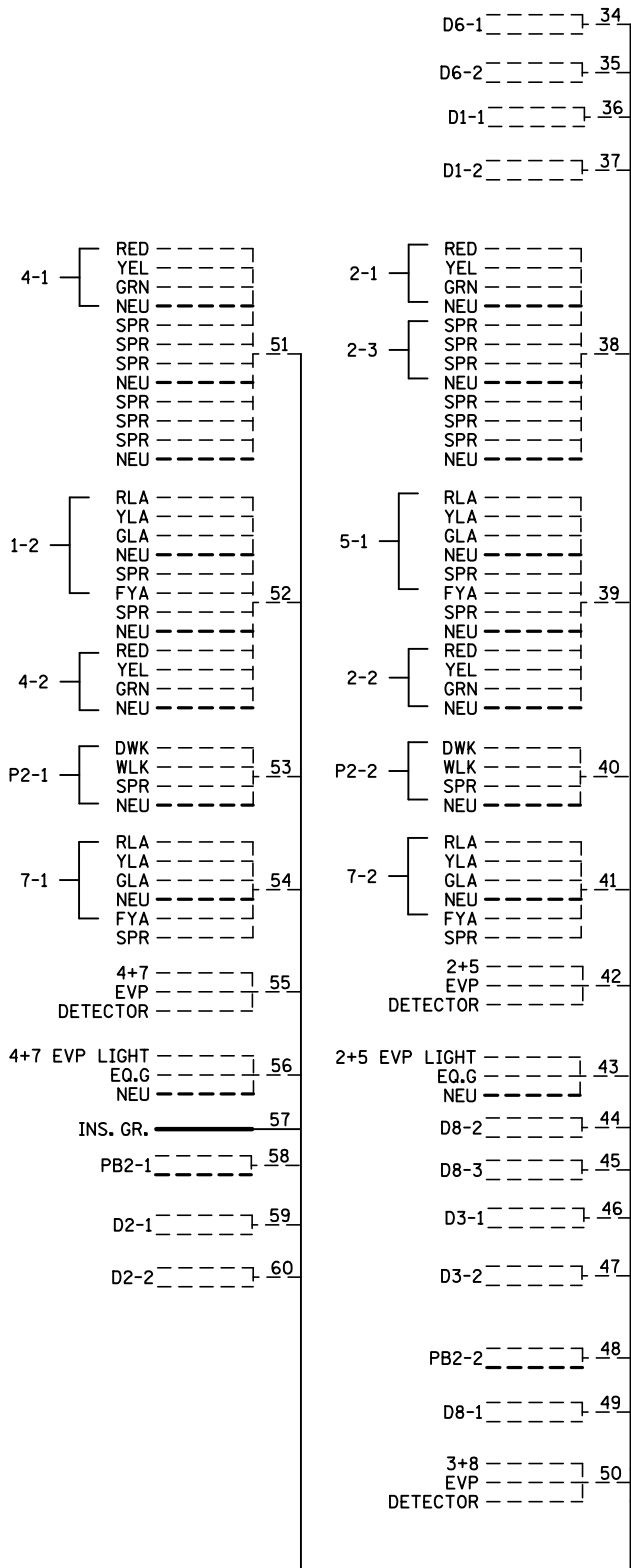 D6-1 34
D6-2 35
D1-1 36
D1-2 37
4-1
RED
YEL
GRN
NEU
SPR
SPR
SPR
NEU
SPR
SPR
SPR
NEU
51
1-2
RLA
YLA
GLA
NEU
SPR
FYA
SPR
NEU
52
4-2
RED
YEL
GRN
NEU
P2-1
DWK
WLK
SPR
NEU
53
7-1
RLA
YLA
GLA
NEU
FYA
SPR
54
4+7
EVP
DETECTOR
55
4+7 EVP LIGHT
EQ.G
NEU
56
INS. GR. 57
PB2-1 58
D2-1 59
D2-2 60
2-1
RED
YEL
GRN
NEU
2-3
SPR
SPR
SPR
NEU
SPR
SPR
SPR
NEU
38
5-1
RLA
YLA
GLA
NEU
SPR
FYA
SPR
NEU
39
2-2
RED
YEL
GRN
NEU
P2-2
DWK
WLK
SPR
NEU
40
7-2
RLA
YLA
GLA
NEU
FYA
SPR
41
2+5
EVP
DETECTOR
42
2+5 EVP LIGHT
EQ.G
NEU
43
D8-2 44
D8-3 45
D3-1 46
D3-2 47
PB2-2 48
D8-1 49
3+8
EVP
DETECTOR
50